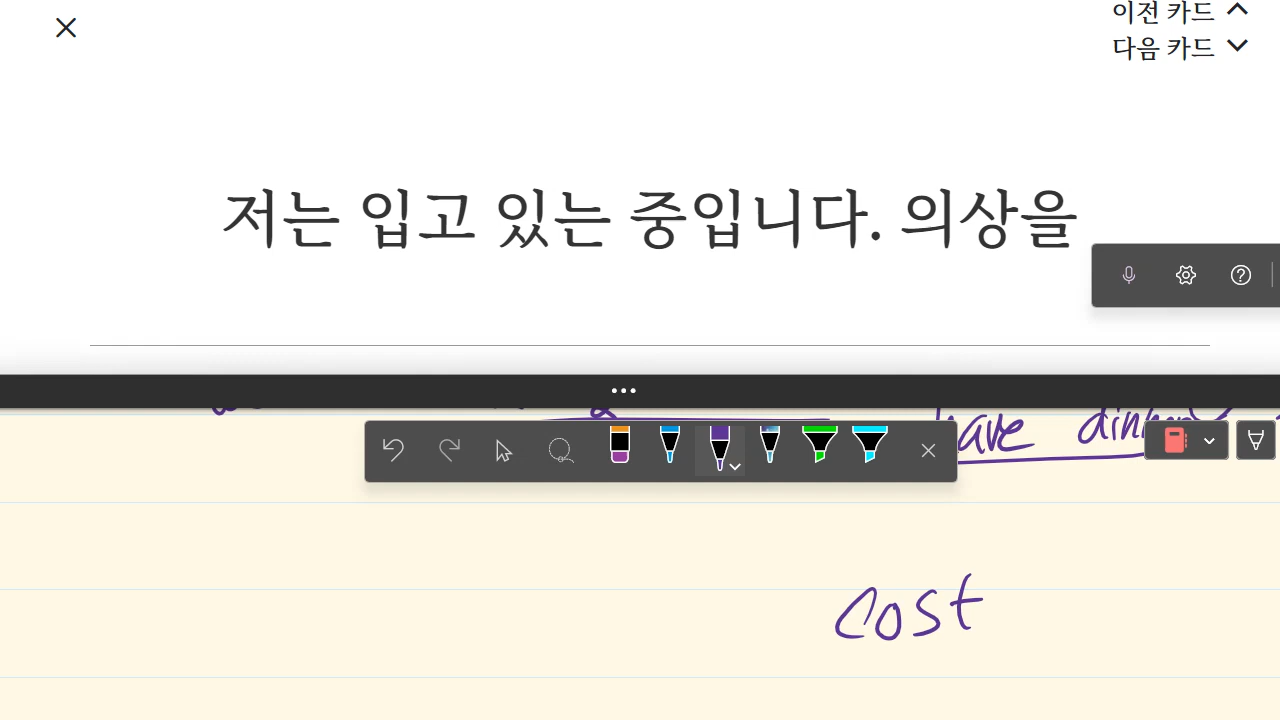 이전 카드
다음 카드
저는 입고 있는 중입니다. 의상을
have dinner
cost